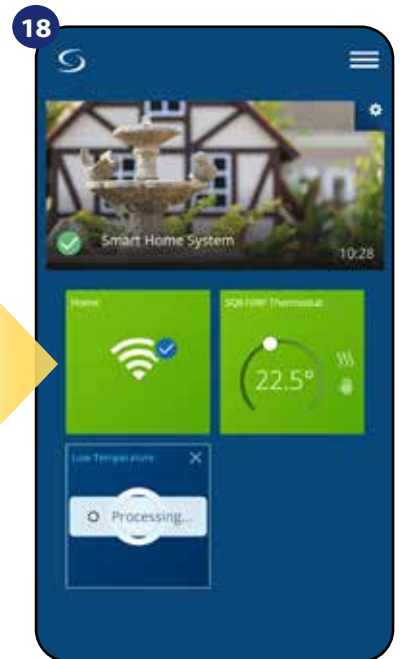 18
Smart Home System
10:28
Home
SQ610RF Thermostat
22.5°
Low Temperature
Processing...